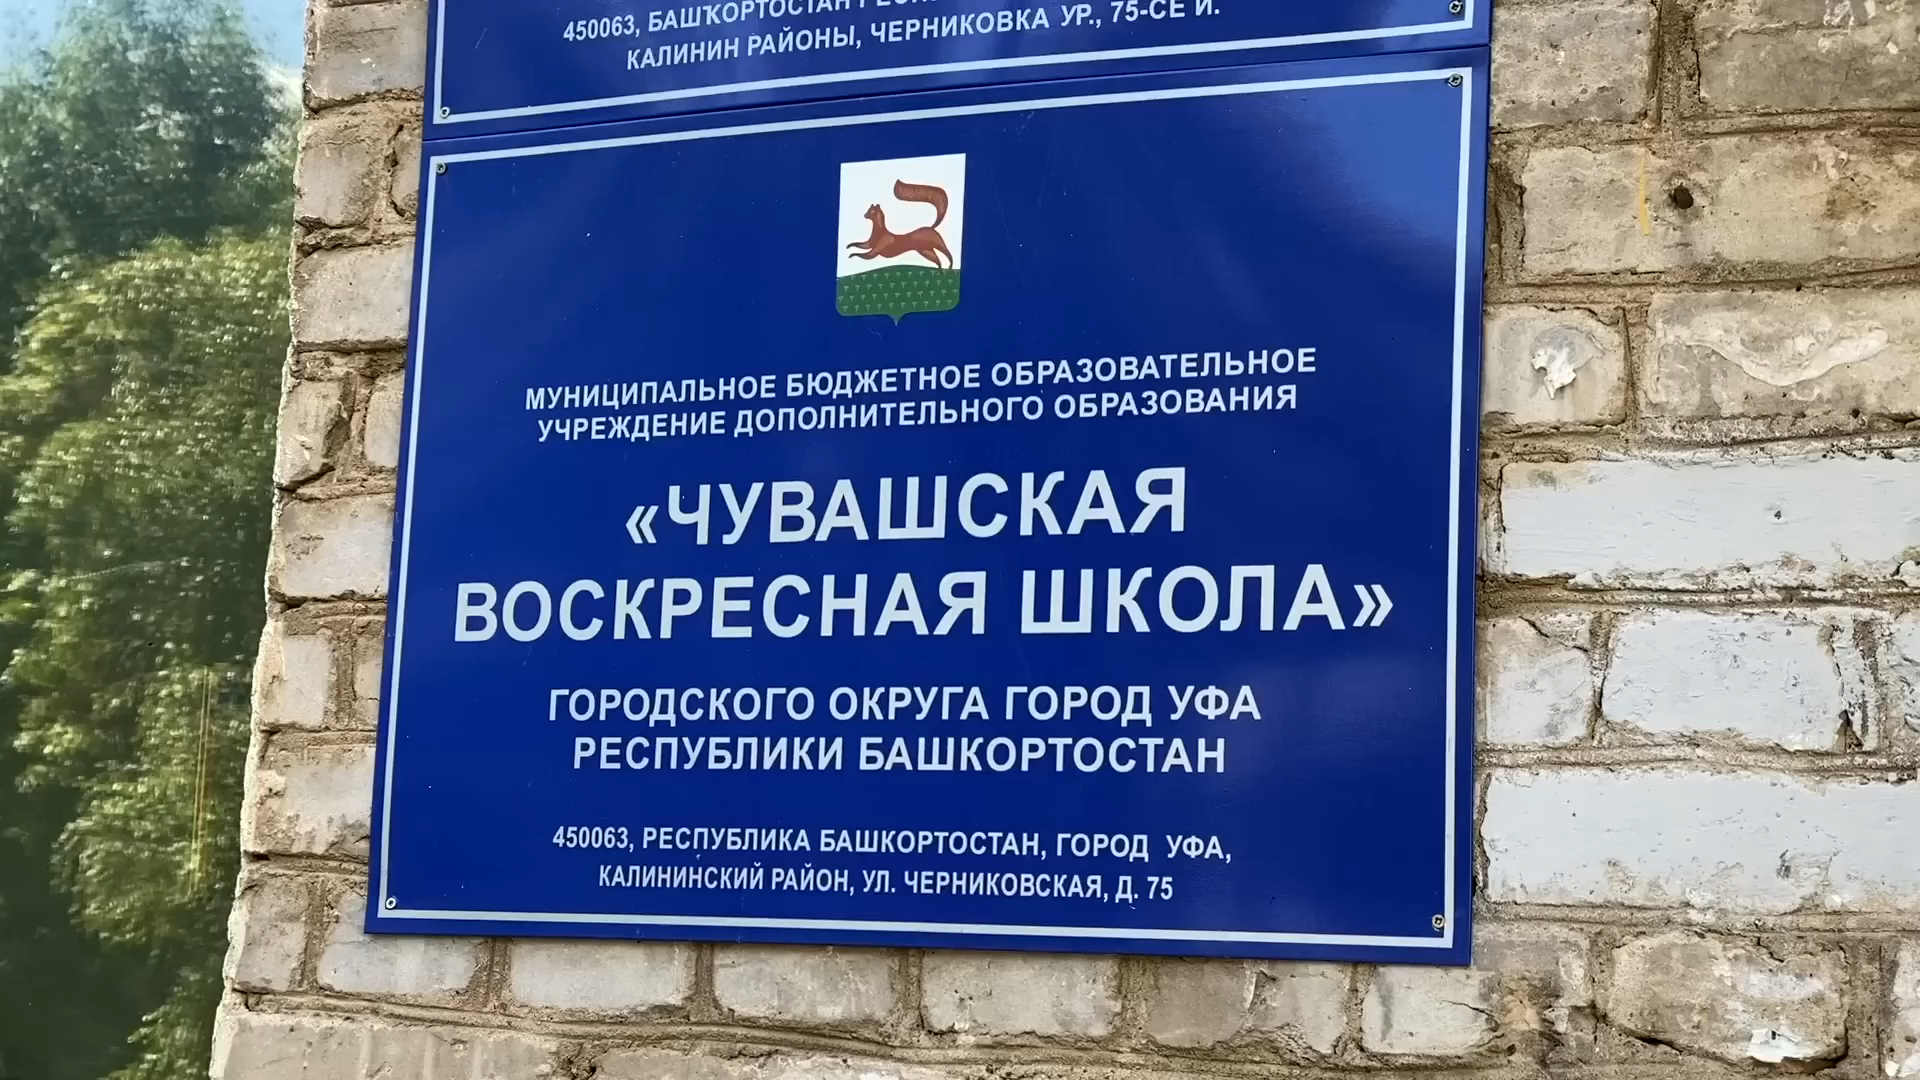 450063, БАШҠОРТОСТАН
КАЛИНИН РАЙОНЫ, ЧЕРНИКОВКА УР., 75-СЕ Й.
МУНИЦИПАЛЬНОЕ БЮДЖЕТНОЕ ОБРАЗОВАТЕЛЬНОЕ
УЧРЕЖДЕНИЕ ДОПОЛНИТЕЛЬНОГО ОБРАЗОВАНИЯ
«ЧУВАШСКАЯ
ВОСКРЕСНАЯ ШКОЛА»
ГОРОДСКОГО ОКРУГА ГОРОД УФА
РЕСПУБЛИКИ БАШКОРТОСТАН
450063, РЕСПУБЛИКА БАШКОРТОСТАН, ГОРОД УФА,
КАЛИНИНСКИЙ РАЙОН, УЛ. ЧЕРНИКОВСКАЯ, Д. 75